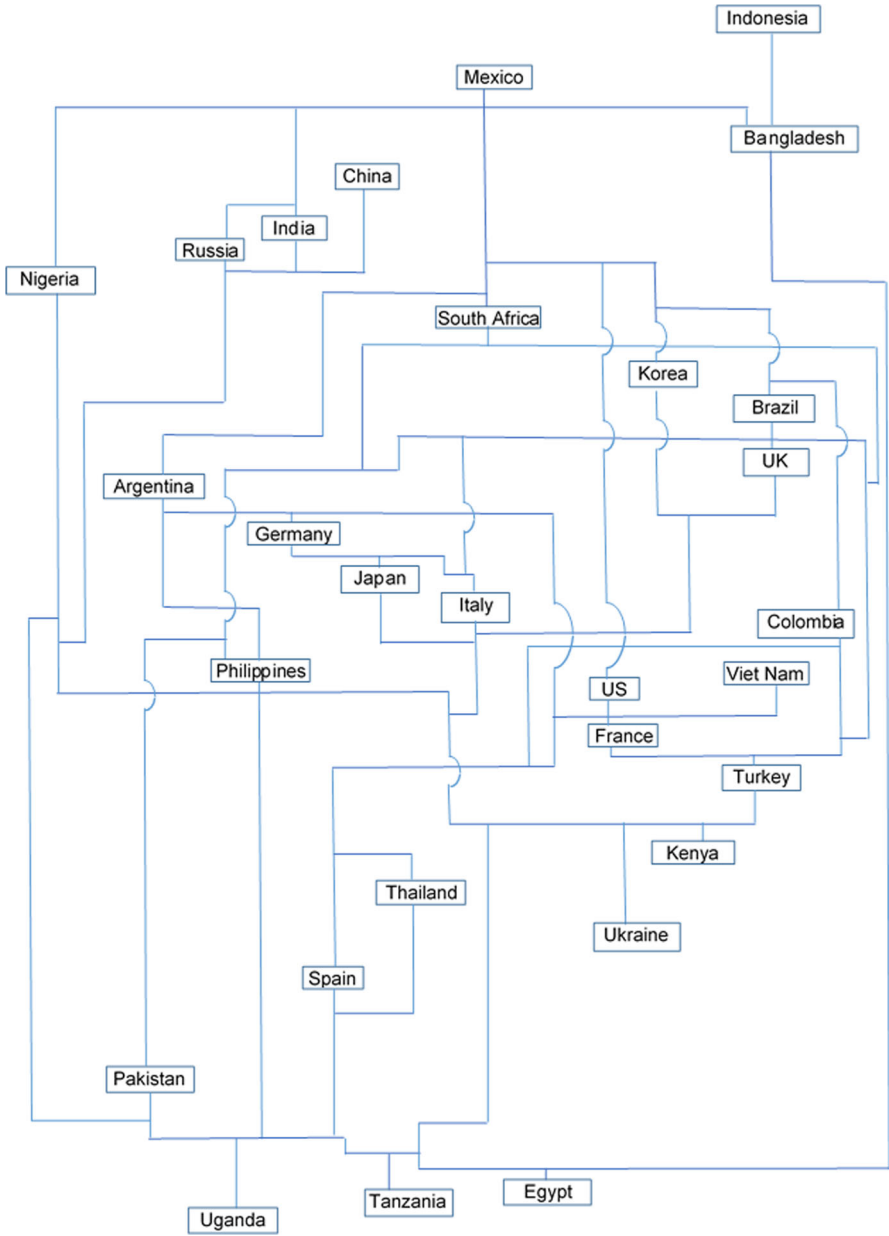 Indonesia
Mexico
Bangladesh
China
India
Russia
Nigeria
South Africa
Korea
Brazil
UK
Argentina
Germany
Japan
Italy
Colombia
Philippines
Viet Nam
US
France
Turkey
Kenya
Thailand
Ukraine
Spain
Pakistan
Egypt
Tanzania
Uganda